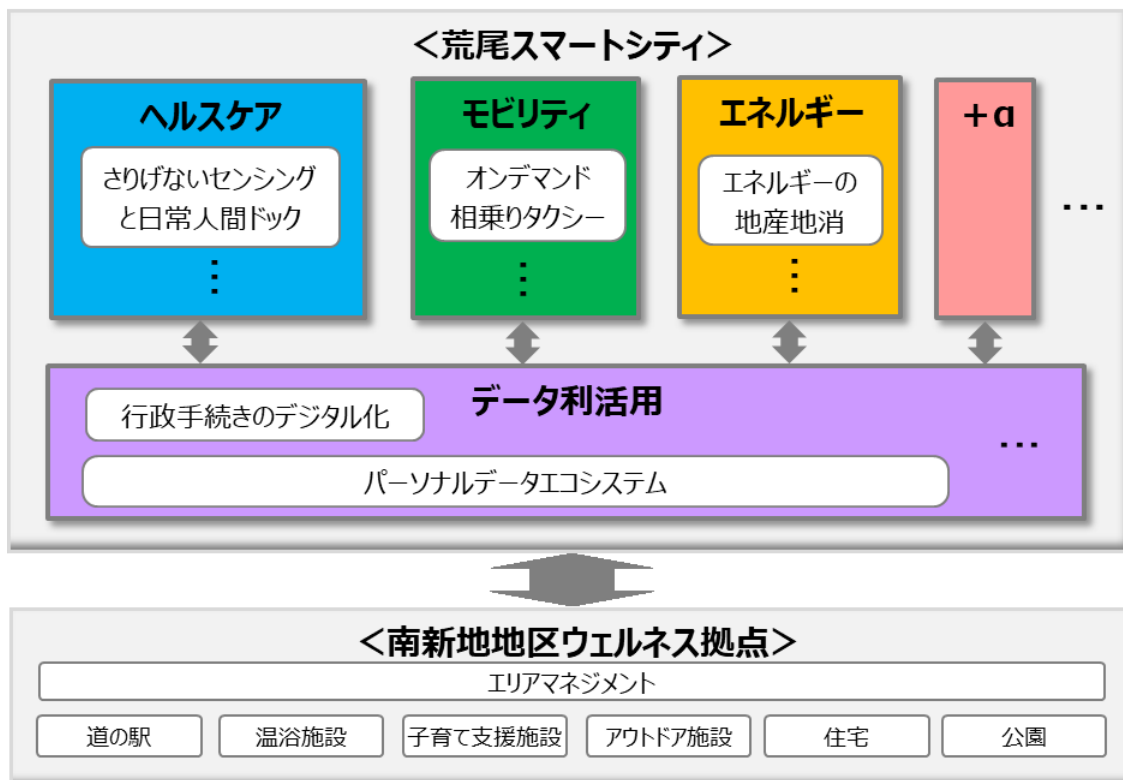 ＜荒尾スマートシティ＞
ヘルスケア
さりげないセンシング
と日常人間ドック
⋮
モビリティ
オンデマンド
相乗りタクシー
⋮
エネルギー
エネルギーの
地産地消
⋮
＋α
…
データ利活用
行政手続きのデジタル化
…
パーソナルデータエコシステム
＜南新地地区ウェルネス拠点＞
エリアマネジメント
道の駅
温浴施設
子育て支援施設
アウトドア施設
住宅
公園